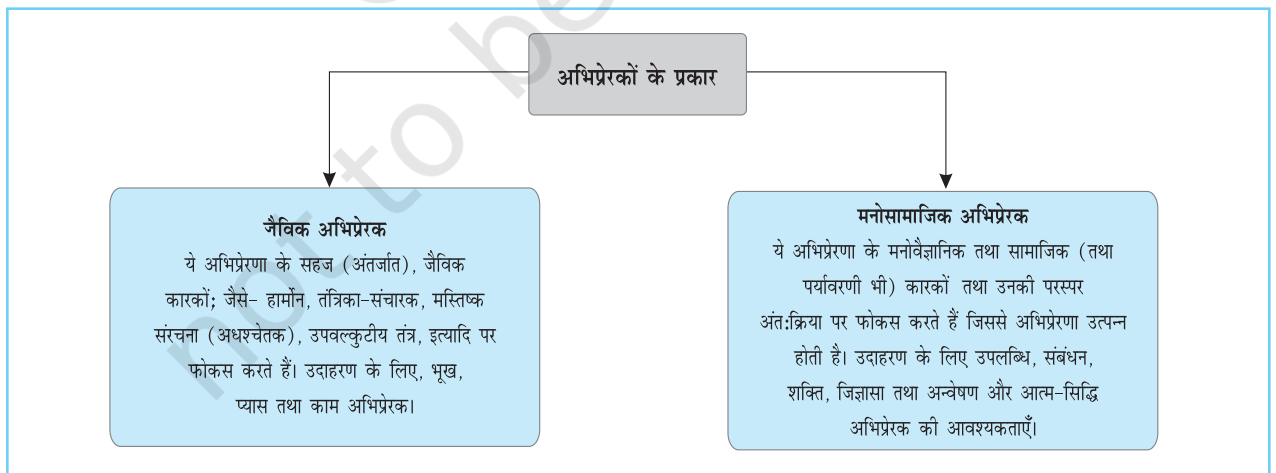 not to be
अभिप्रेरकों के प्रकार
जैविक अभिप्रेरक
ये अभिप्रेरणा के सहज (अंतर्जात), जैविक
कारकों; जैसे- हार्मोन, तंत्रिका-संचारक, मस्तिष्क
संरचना (अधश्चेतक), उपवल्कुटीय तंत्र, इत्यादि पर
फोकस करते हैं। उदाहरण के लिए, भूख,
प्यास तथा काम अभिप्रेरक।
मनोसामाजिक अभिप्रेरक
ये अभिप्रेरणा के मनोवैज्ञानिक तथा सामाजिक (तथा
पर्यावरणी भी) कारकों तथा उनकी परस्पर
अंत:क्रिया पर फोकस करते हैं जिससे अभिप्रेरणा उत्पन्न
होती है। उदाहरण के लिए उपलब्धि, संबंधन,
शक्ति, जिज्ञासा तथा अन्वेषण और आत्म-सिद्धि
अभिप्रेरक की आवश्यकताएँ।